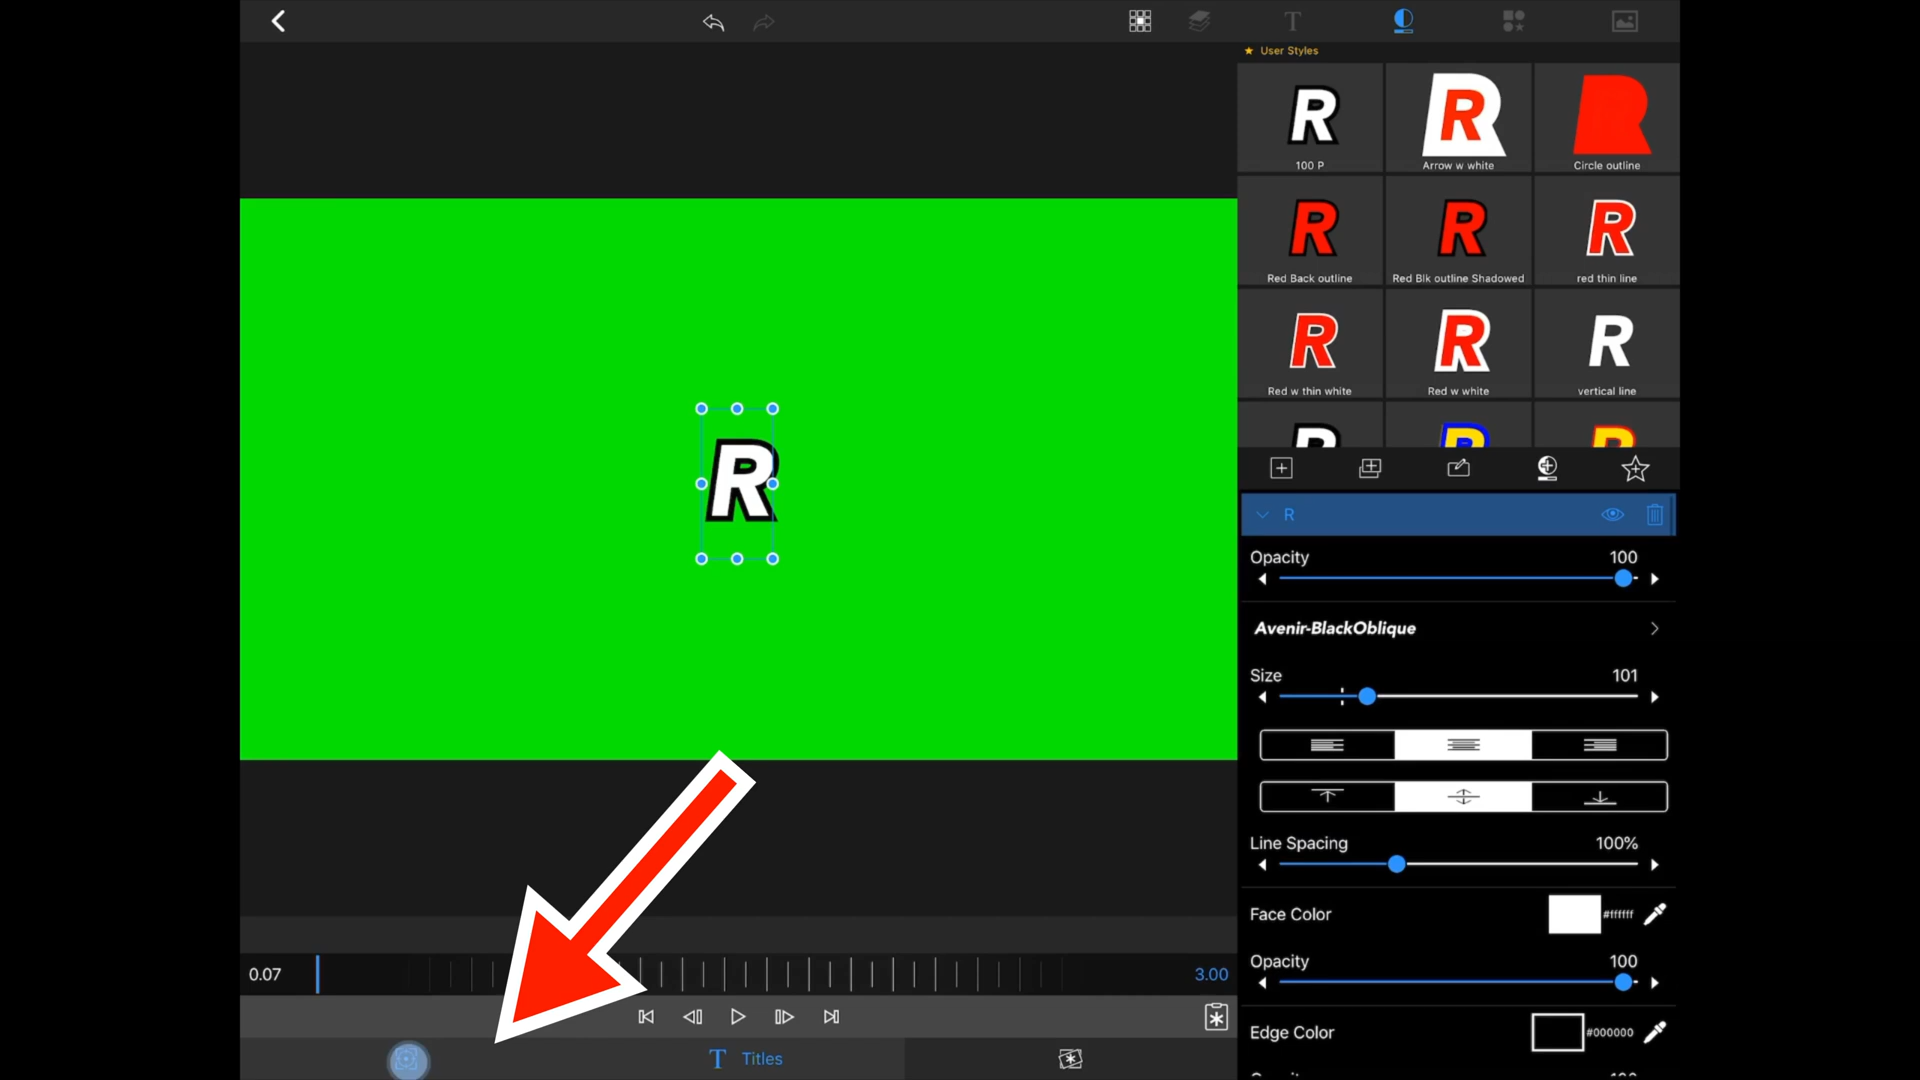 User Styles
R R R
100 P Arrow w white Circle outline
R R R
Red Back outline Red Blk outline Shadowed red thin line
R R R
Red w thin white Red w white vertical line
R
R
Opacity 100
Avenir-BlackOblique
Size 101
Line Spacing 100%
Face Color #ffffff
Opacity 100
Edge Color #000000
0.07 3.00
T Titles